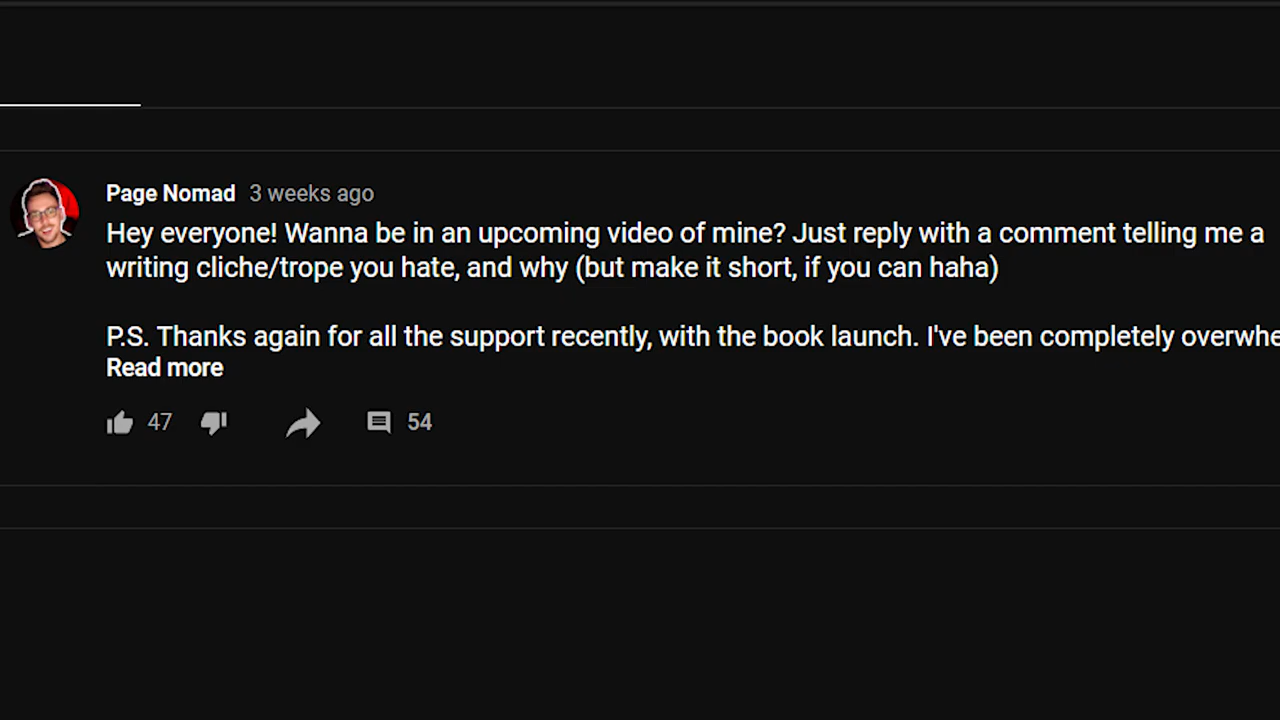 Page Nomad 3 weeks ago
Hey everyone! Wanna be in an upcoming video of mine? Just reply with a comment telling me a
writing cliche/trope you hate, and why (but make it short, if you can haha)
P.S. Thanks again for all the support recently, with the book launch. I've been completely overwhe
Read more
47 54